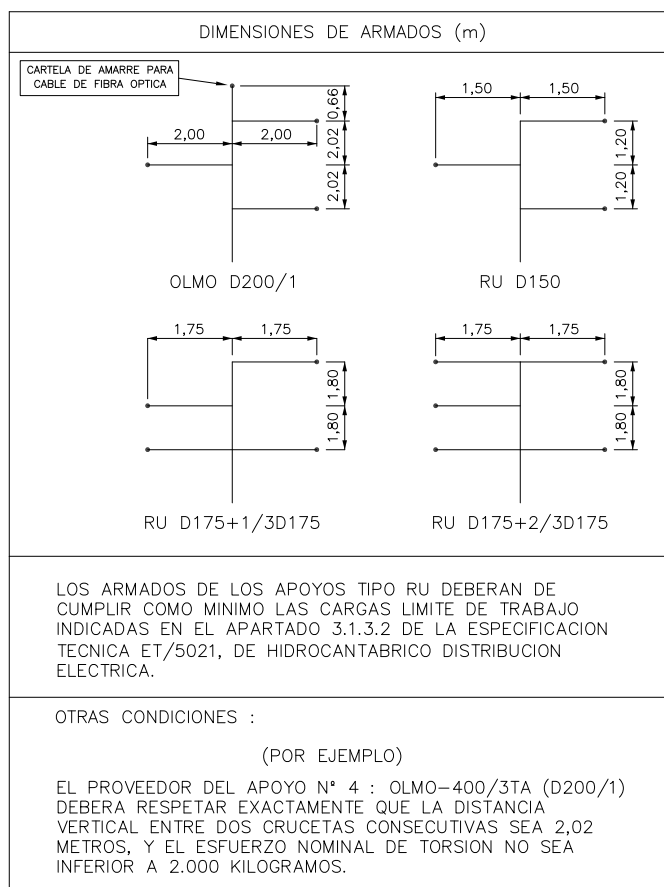 DIMENSIONES DE ARMADOS (m)
CARTELA DE AMARRE PARA
CABLE DE FIBRA OPTICA
0,66
2,00 2,00
2,02
2,02
OLMO D200/1
1,50 1,50
1,20
1,20
RU D150
1,75 1,75
1,80
1,80
RU D175+1/3D175
1,75 1,75
1,80
1,80
RU D175+2/3D175
LOS ARMADOS DE LOS APOYOS TIPO RU DEBERAN DE
CUMPLIR COMO MINIMO LAS CARGAS LIMITE DE TRABAJO
INDICADAS EN EL APARTADO 3.1.3.2 DE LA ESPECIFICACION
TECNICA ET/5021, DE HIDROCANTABRICO DISTRIBUCION
ELECTRICA.
OTRAS CONDICIONES :
(POR EJEMPLO)
EL PROVEEDOR DEL APOYO Nº 4 : OLMO-400/3TA (D200/1)
DEBERA RESPETAR EXACTAMENTE QUE LA DISTANCIA
VERTICAL ENTRE DOS CRUCETAS CONSECUTIVAS SEA 2,02
METROS, Y EL ESFUERZO NOMINAL DE TORSION NO SEA
INFERIOR A 2.000 KILOGRAMOS.